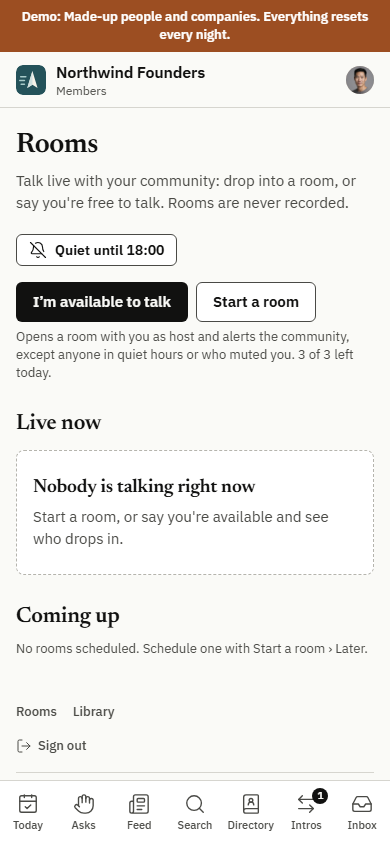 Demo: Made-up people and companies. Everything resets
every night.
Northwind Founders
Members
Rooms
Talk live with your community: drop into a room, or
say you're free to talk. Rooms are never recorded.
Quiet until 18:00
I’m available to talk
Start a room
Opens a room with you as host and alerts the community,
except anyone in quiet hours or who muted you. 3 of 3 left
today.
Live now
Nobody is talking right now
Start a room, or say you're available and see
who drops in.
Coming up
No rooms scheduled. Schedule one with Start a room › Later.
Rooms
Library
Sign out
1
Today
Asks
Feed
Search
Directory
Intros
Inbox